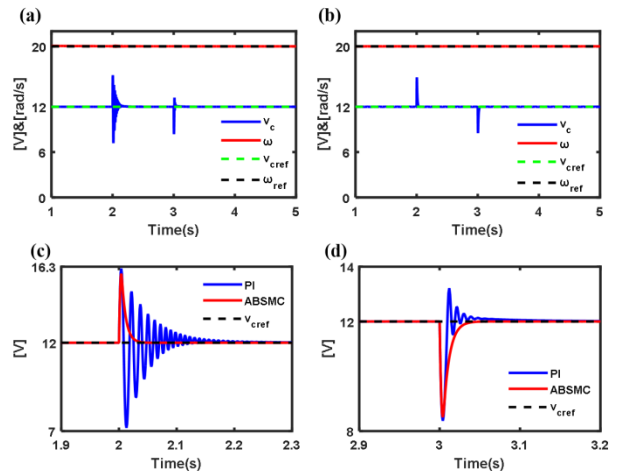 (a)
[V]&[rad/s]
20
12
6
0
v_c
ω
v_cref
ω_ref
1 2 3 4 5
Time(s)
(b)
[V]&[rad/s]
20
12
6
0
v_c
ω
v_cref
ω_ref
1 2 3 4 5
Time(s)
(c)
[V]
16.3
12
7
PI
ABSMC
v_cref
1.9 2 2.1 2.2 2.3
Time(s)
(d)
[V]
14
12
8
PI
ABSMC
v_cref
2.9 3 3.1 3.2
Time(s)